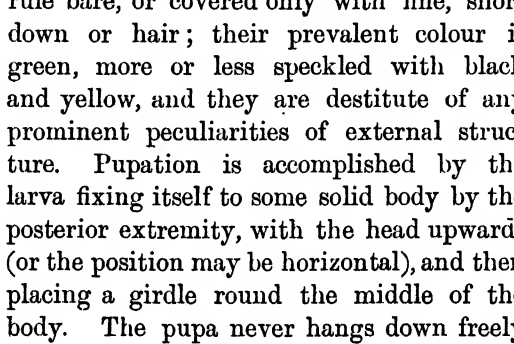 rule bare, or covered only with fine, shor
down or hair; their prevalent colour i
green, more or less speckled with blac
and yellow, and they are destitute of an
prominent peculiarities of external struc
ture. Pupation is accomplished by th
larva fixing itself to some solid body by th
posterior extremity, with the head upward
(or the position may be horizontal), and the
placing a girdle round the middle of th
body. The pupa never hangs down freel